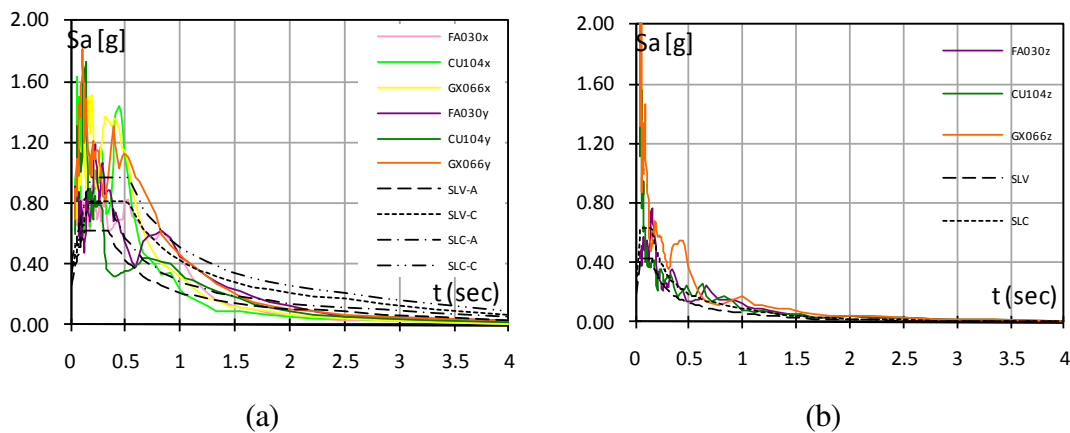 2.00
Sa [g]
1.60
1.20
0.80
0.40
0.00
t (sec)
0 0.5 1 1.5 2 2.5 3 3.5 4
FA030x
CU104x
GX066x
FA030y
CU104y
GX066y
SLV-A
SLV-C
SLC-A
SLC-C
(a)
2.00
Sa [g]
1.60
1.20
0.80
0.40
0.00
t (sec)
0 0.5 1 1.5 2 2.5 3 3.5 4
FA030z
CU104z
GX066z
SLV
SLC
(b)